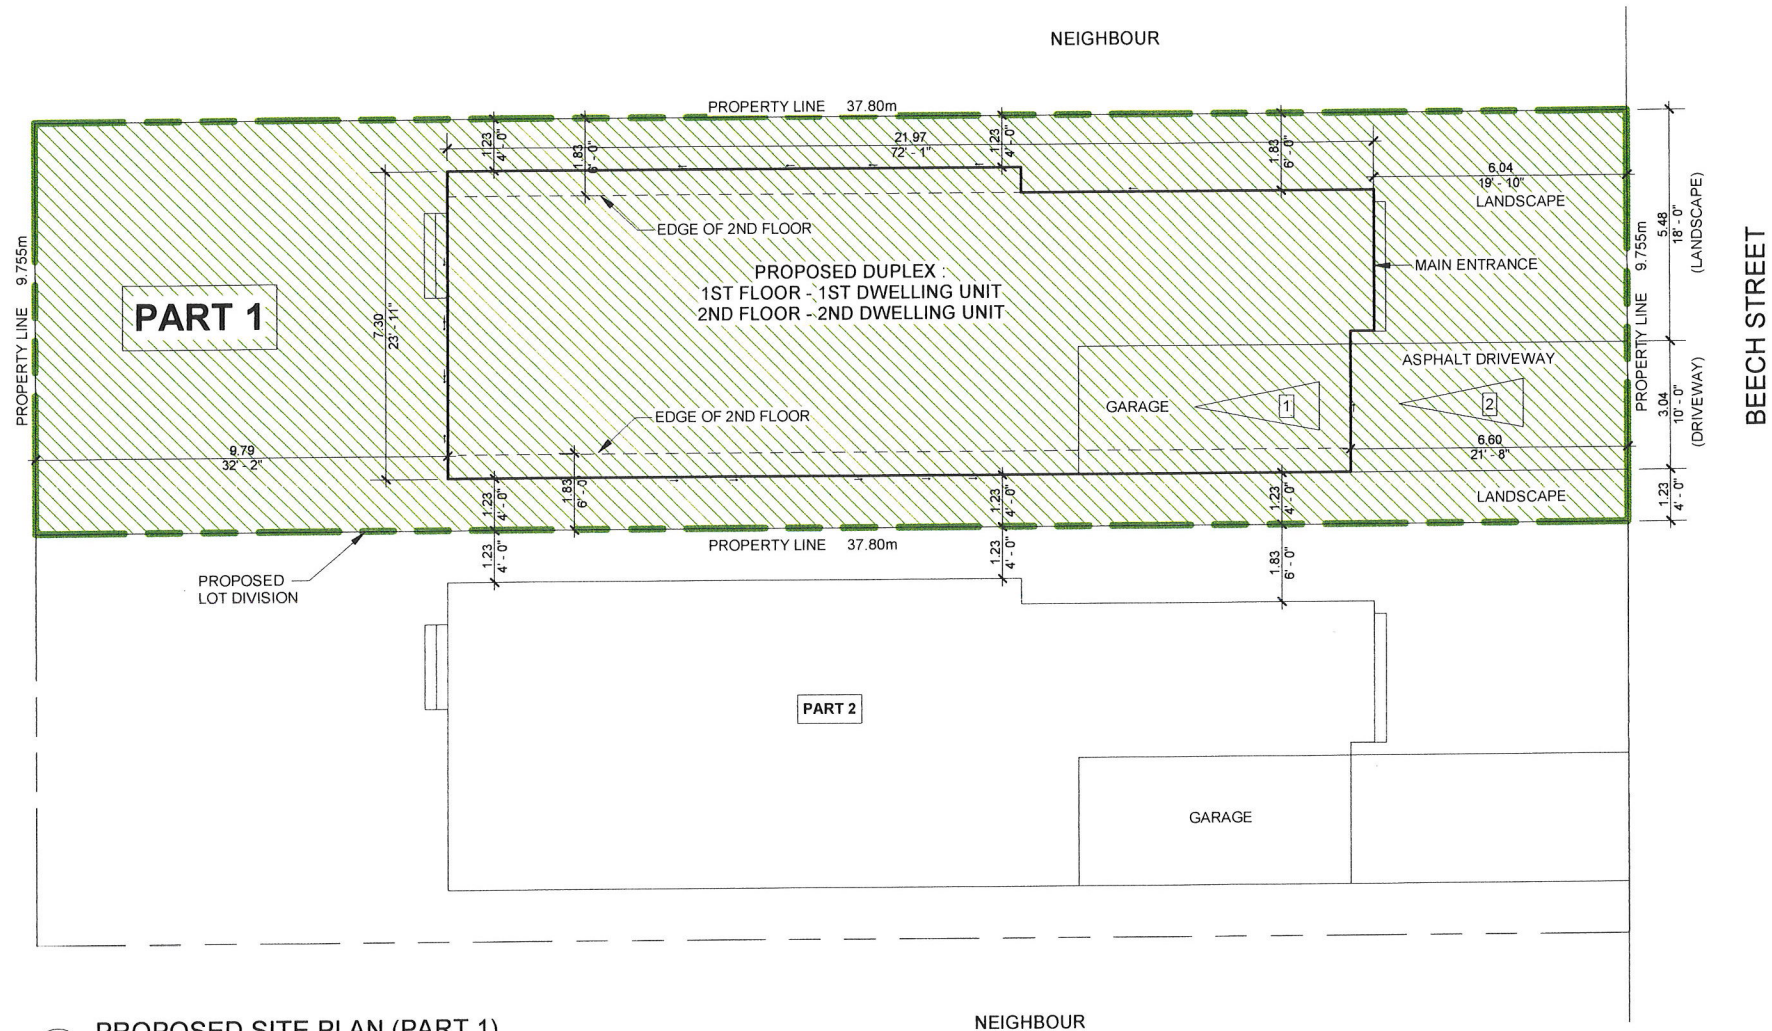 NEIGHBOUR
PROPERTY LINE 37.80m
1.23
4' - 0"
1.83
6' - 0"
21.97
72' - 1"
1.23
4' - 0"
1.83
6' - 0"
6.04
19' - 10"
LANDSCAPE
5.48
18' - 0"
(LANDSCAPE)
EDGE OF 2ND FLOOR
MAIN ENTRANCE
PROPERTY LINE 9.755m
PROPERTY LINE 9.755m
BEECH STREET
PART 1
7.30
23' - 11"
PROPOSED DUPLEX :
1ST FLOOR - 1ST DWELLING UNIT
2ND FLOOR - 2ND DWELLING UNIT
ASPHALT DRIVEWAY
GARAGE
1
2
3.04
10' - 0"
(DRIVEWAY)
EDGE OF 2ND FLOOR
9.79
32' - 2"
6.60
21' - 8"
1.23
4' - 0"
1.83
6' - 0"
1.23
4' - 0"
1.23
4' - 0"
LANDSCAPE
1.23
4' - 0"
PROPERTY LINE 37.80m
1.23
4' - 0"
1.23
4' - 0"
1.83
6' - 0"
PROPOSED
LOT DIVISION
PART 2
GARAGE
NEIGHBOUR
PROPOSED SITE PLAN (PART 1)